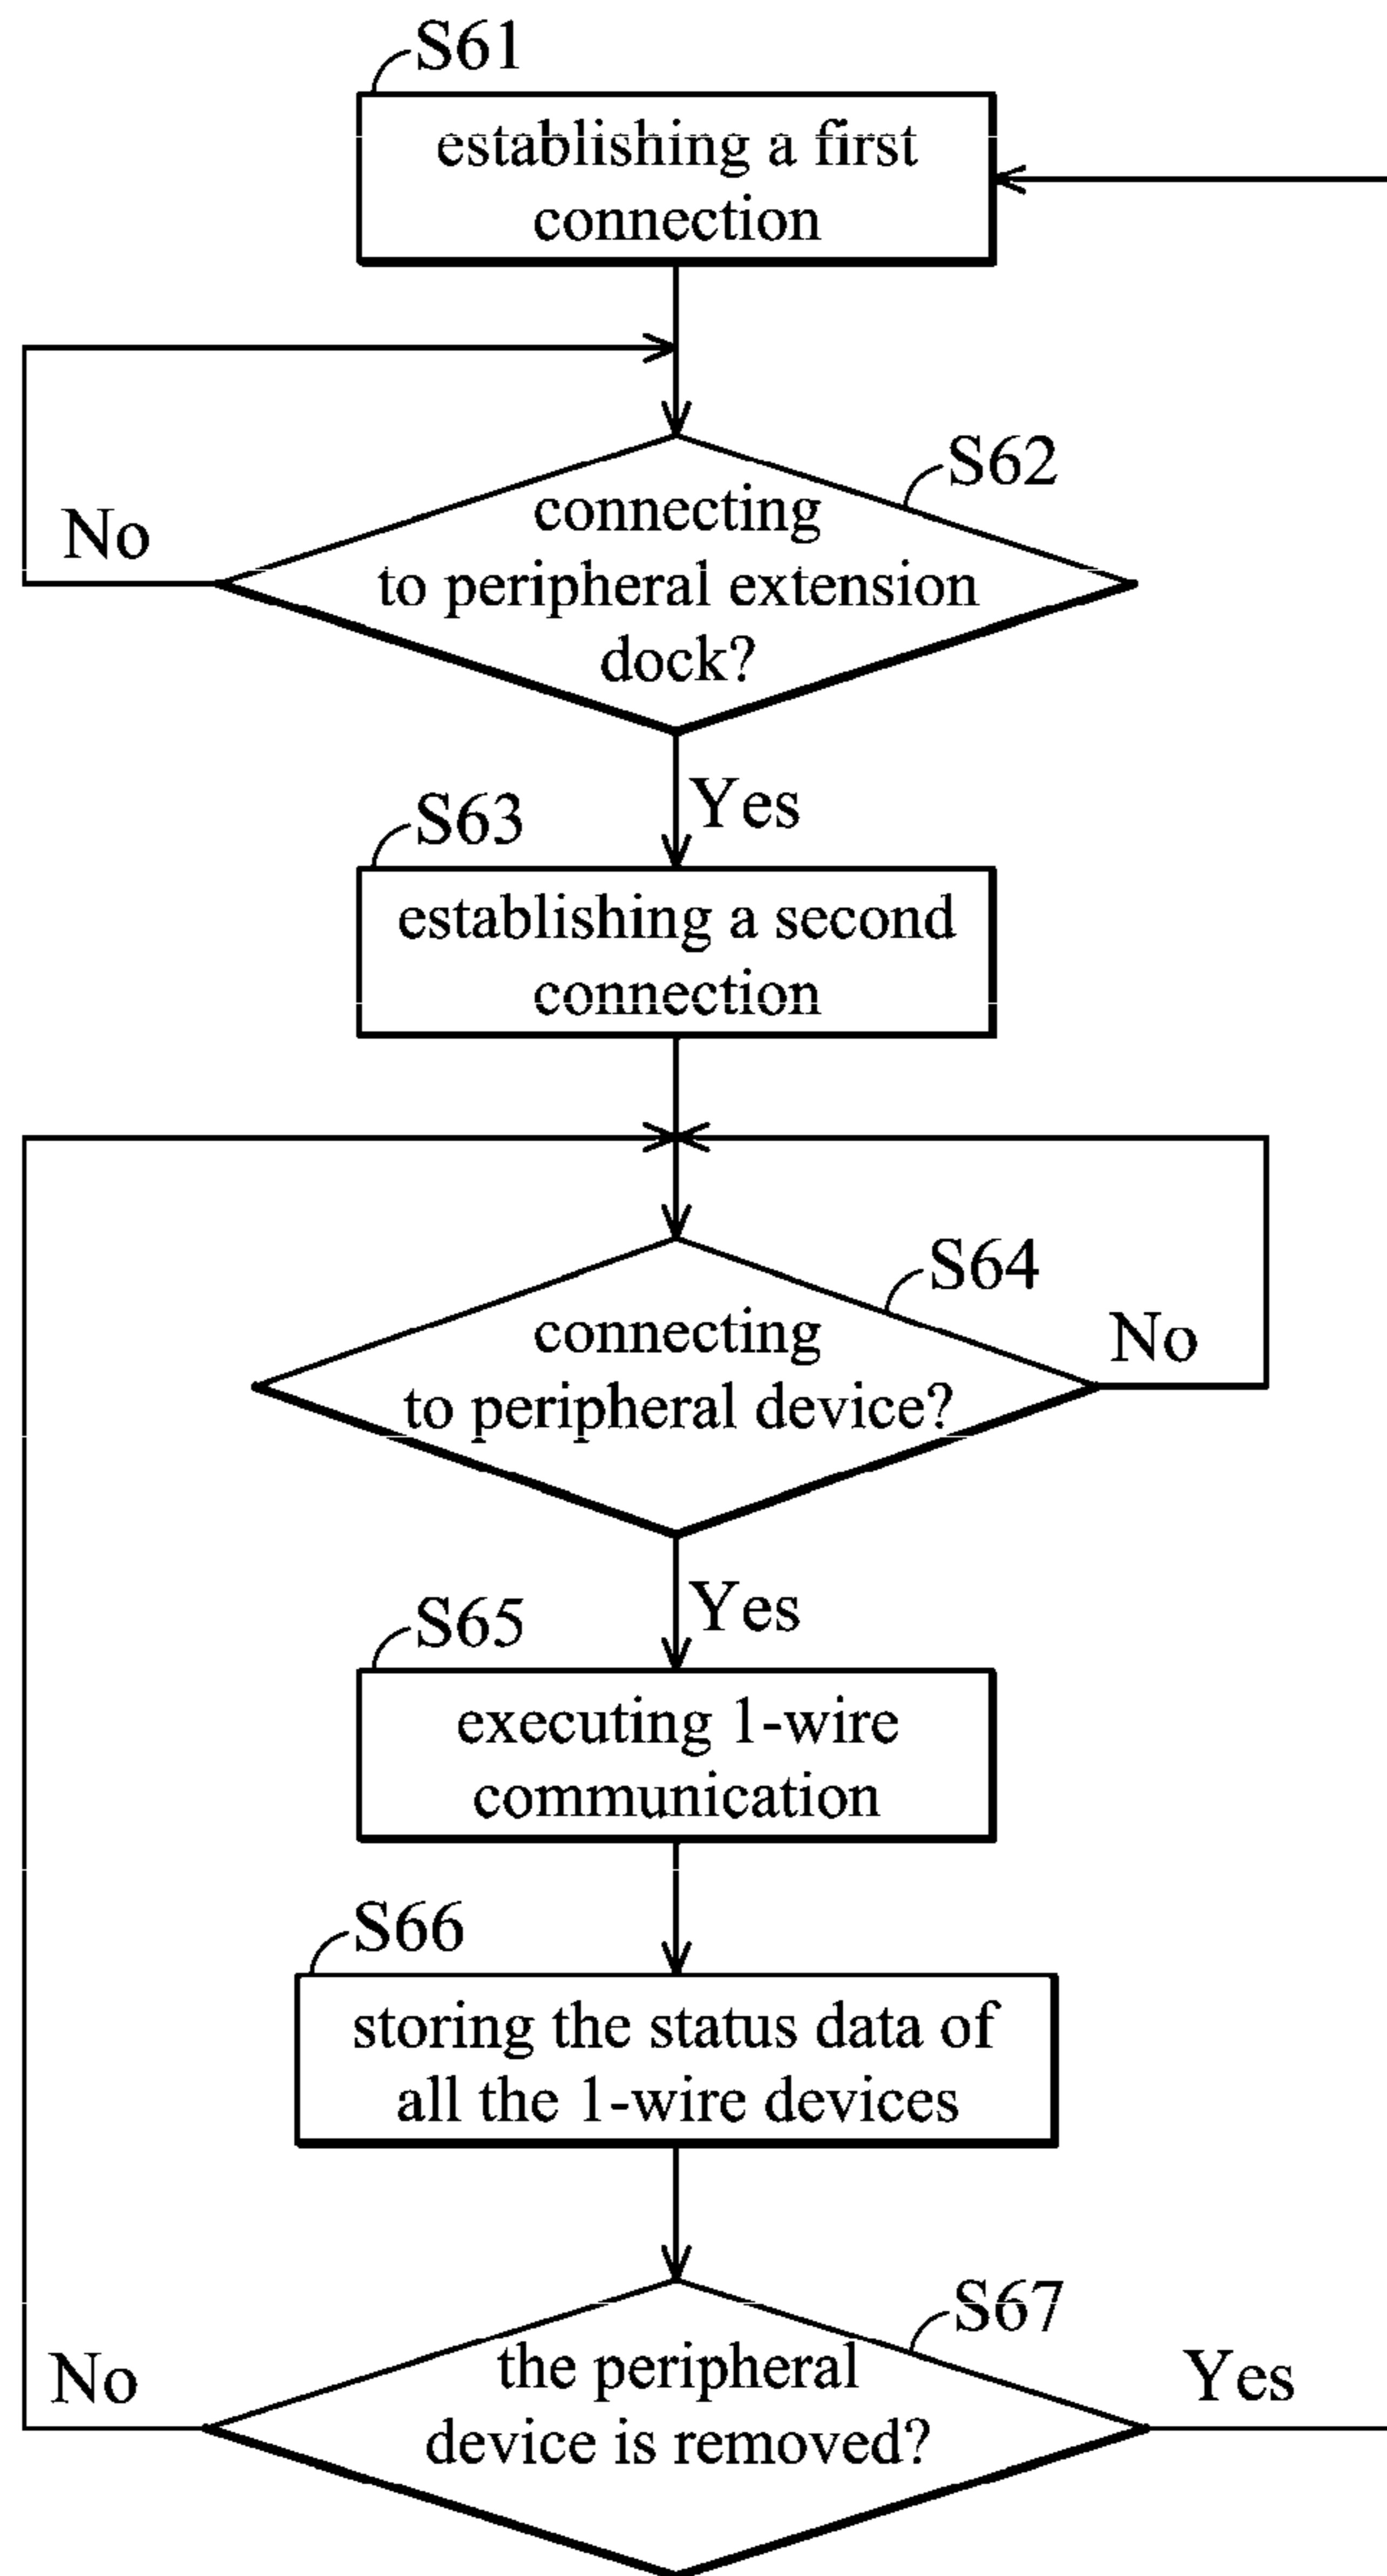 S61
establishing a first
connection
S62
connecting
to peripheral extension
dock?
No
Yes
S63
establishing a second
connection
S64
connecting
to peripheral device?
No
Yes
S65
executing 1-wire
communication
S66
storing the status data of
all the 1-wire devices
S67
the peripheral
device is removed?
No
Yes